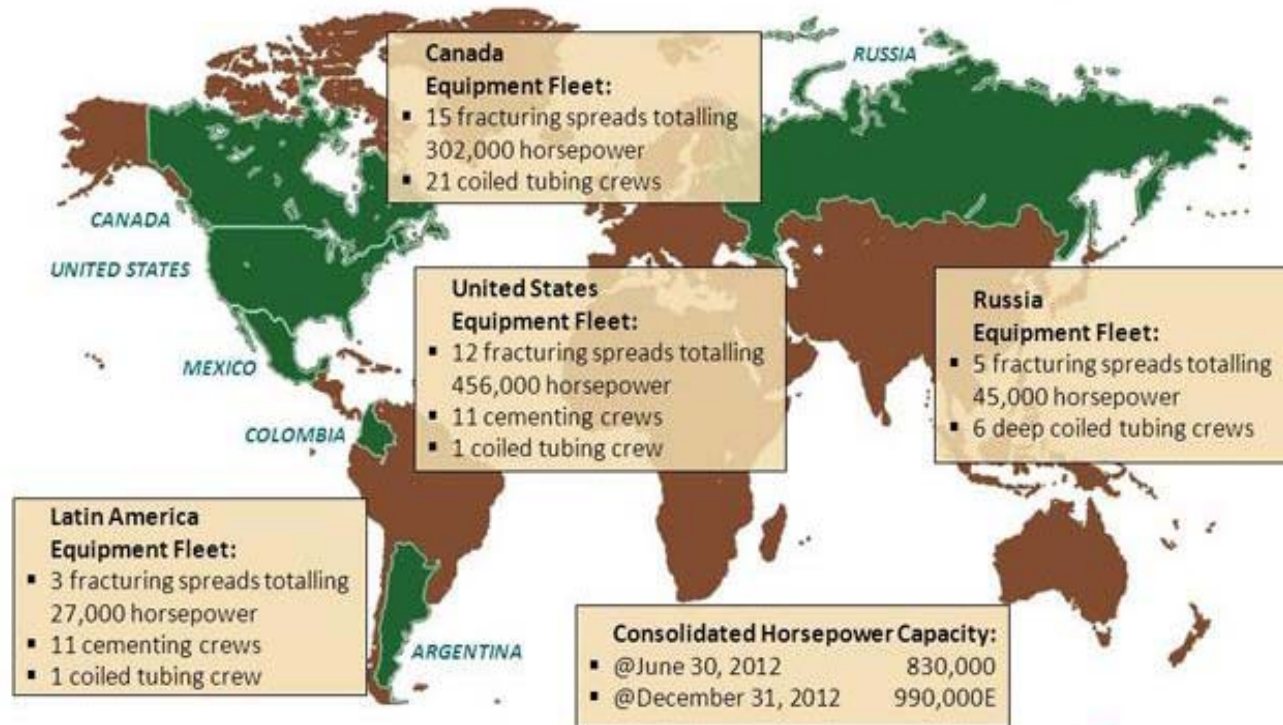 Canada
Equipment Fleet:
▪ 15 fracturing spreads totalling
302,000 horsepower
▪ 21 coiled tubing crews
RUSSIA
CANADA
UNITED STATES
MEXICO
COLOMBIA
ARGENTINA
United States
Equipment Fleet:
▪ 12 fracturing spreads totalling
456,000 horsepower
▪ 11 cementing crews
▪ 1 coiled tubing crew
Russia
Equipment Fleet:
▪ 5 fracturing spreads totalling
45,000 horsepower
▪ 6 deep coiled tubing crews
Latin America
Equipment Fleet:
▪ 3 fracturing spreads totalling
27,000 horsepower
▪ 11 cementing crews
▪ 1 coiled tubing crew
Consolidated Horsepower Capacity:
▪ @June 30, 2012 830,000
▪ @December 31, 2012 990,000E